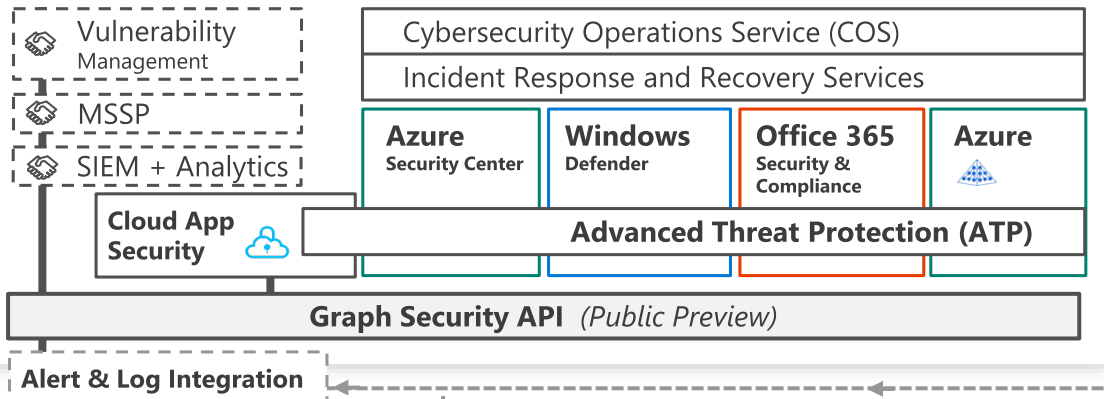 Vulnerability
Management
MSSP
SIEM + Analytics
Cybersecurity Operations Service (COS)
Incident Response and Recovery Services
Azure
Security Center
Windows
Defender
Office 365
Security &
Compliance
Azure
Cloud App
Security
Advanced Threat Protection (ATP)
Graph Security API (Public Preview)
Alert & Log Integration